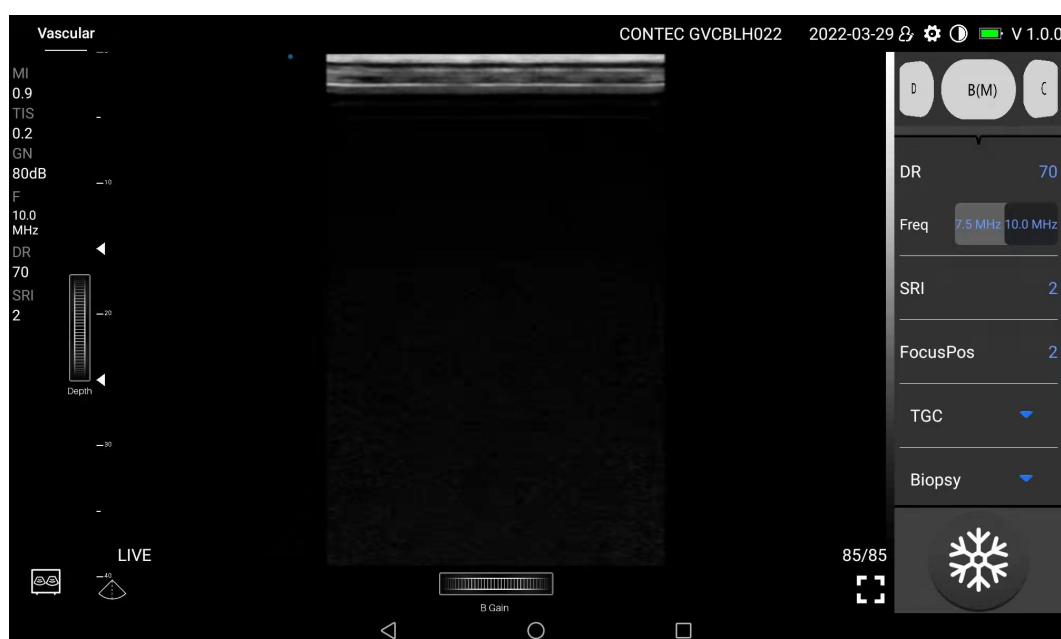 Vascular
CONTEC GVCBLH022 2022-03-29 V 1.0.0
MI
0.9
TIS
0.2
GN
80dB
F
10.0
MHz
DR
70
SRI
2
10
20
Depth
30
40
LIVE
B Gain
85/85
D B(M) C
DR 70
Freq 7.5 MHz 10.0 MHz
SRI 2
FocusPos 2
TGC
Biopsy